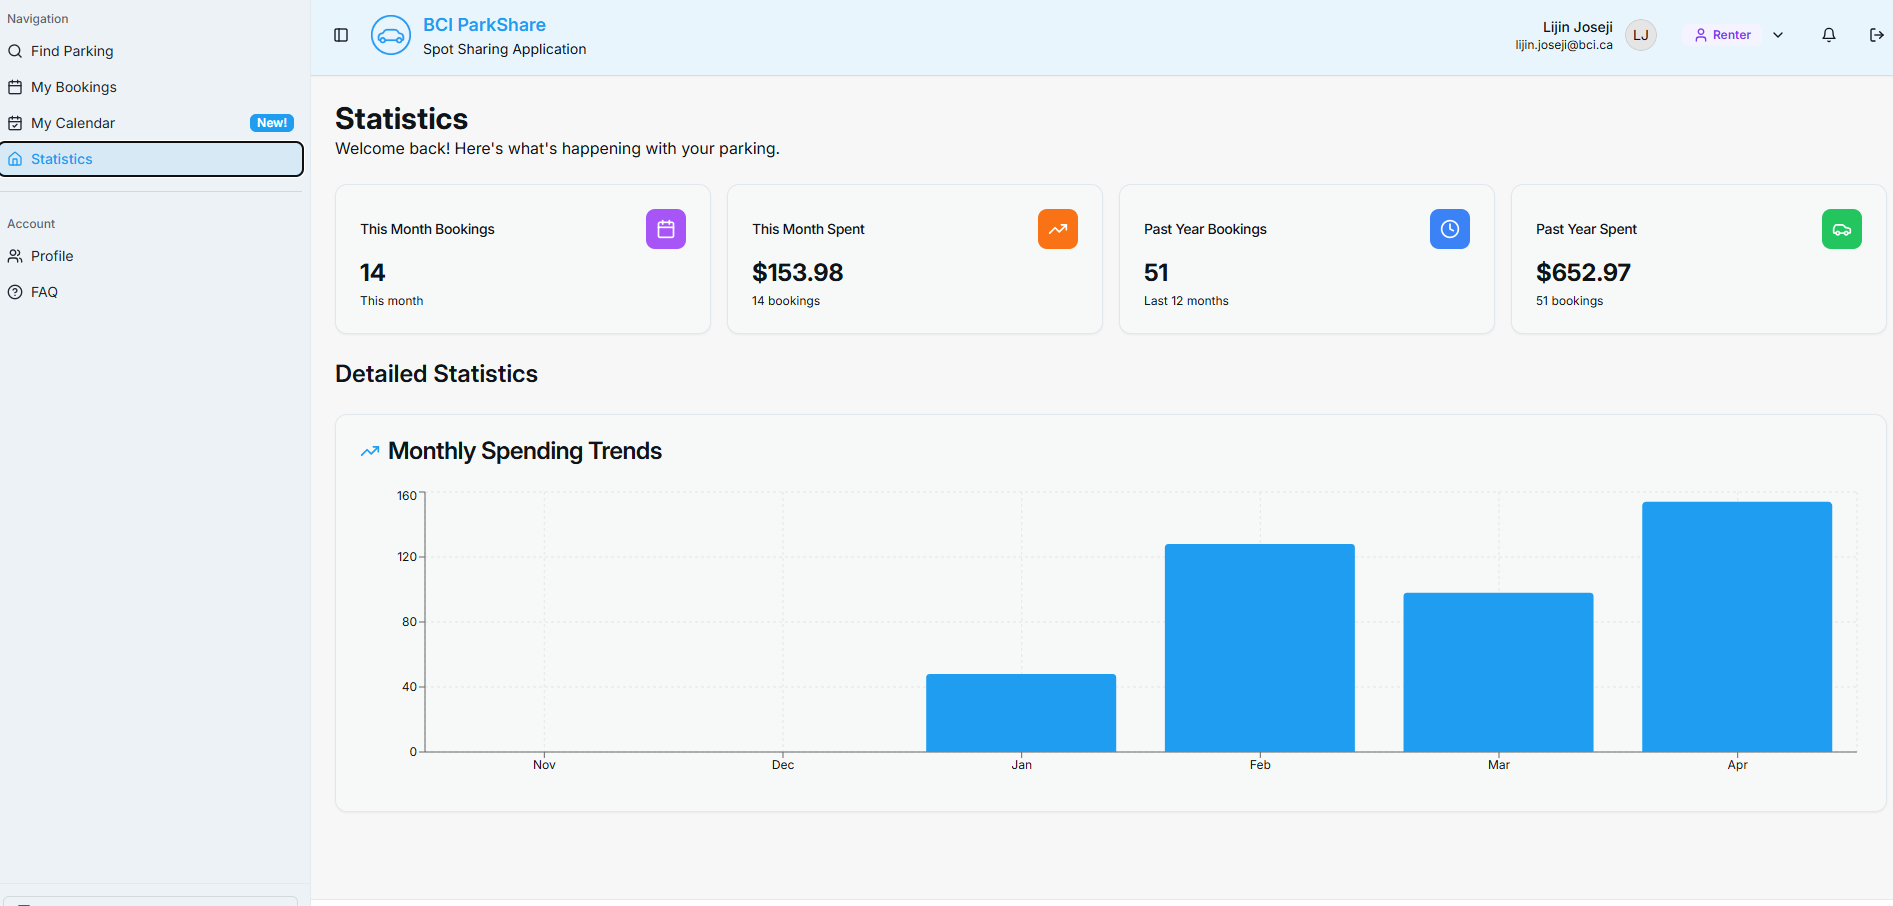 Navigation
Find Parking
My Bookings
My Calendar
New!
Statistics
Account
Profile
FAQ
BCI ParkShare
Spot Sharing Application
Lijin Joseji
lijin.joseji@bci.ca
LJ
Renter
Statistics
Welcome back! Here's what's happening with your parking.
This Month Bookings
14
This month
This Month Spent
$153.98
14 bookings
Past Year Bookings
51
Last 12 months
Past Year Spent
$652.97
51 bookings
Detailed Statistics
Monthly Spending Trends
160
120
80
40
0
Nov
Dec
Jan
Feb
Mar
Apr